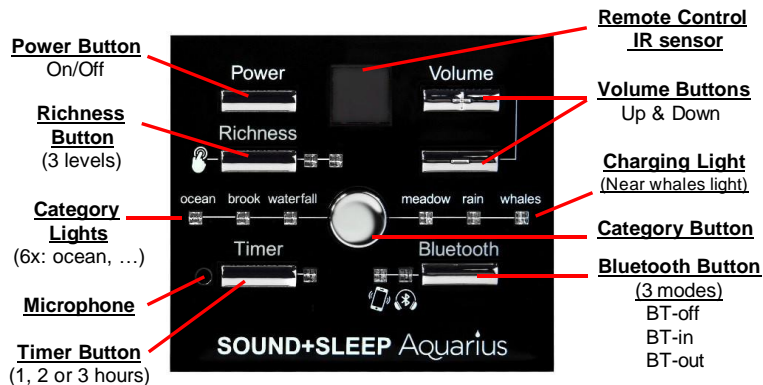 Power Button
On/Off
Richness
Button
(3 levels)
Category
Lights
(6x: ocean, …)
Microphone
Timer Button
(1, 2 or 3 hours)
Power
Volume
+
Richness
-
ocean brook waterfall meadow rain whales
Timer
Bluetooth
SOUND+SLEEP Aquarius
Remote Control
IR sensor
Volume Buttons
Up & Down
Charging Light
(Near whales light)
Category Button
Bluetooth Button
(3 modes)
BT-off
BT-in
BT-out